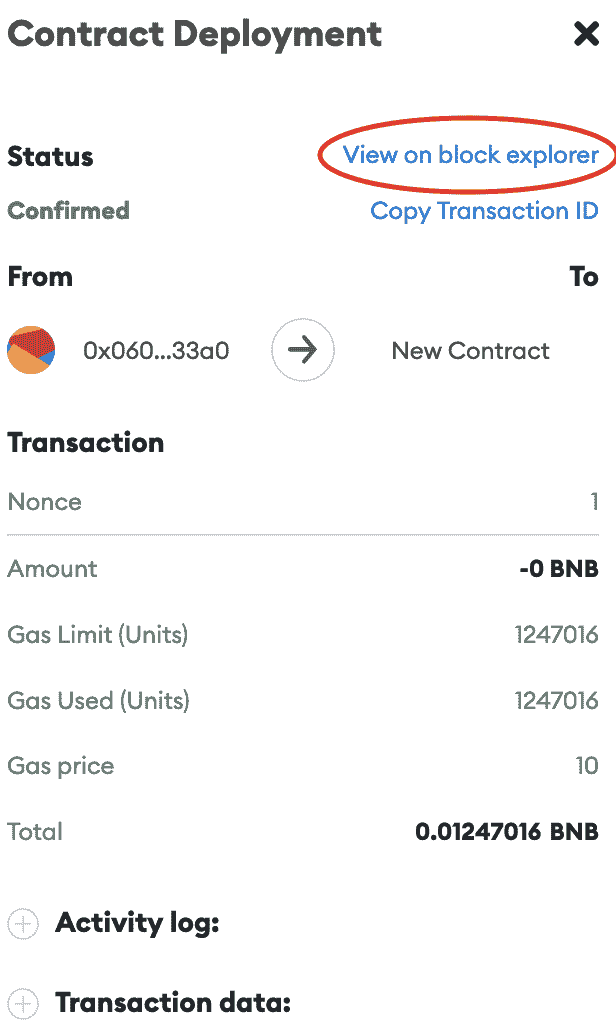 Contract Deployment
Status View on block explorer
Confirmed Copy Transaction ID
From To
0x060...33a0 New Contract
Transaction
Nonce 1
Amount -0 BNB
Gas Limit (Units) 1247016
Gas Used (Units) 1247016
Gas price 10
Total 0.01247016 BNB
Activity log:
Transaction data: